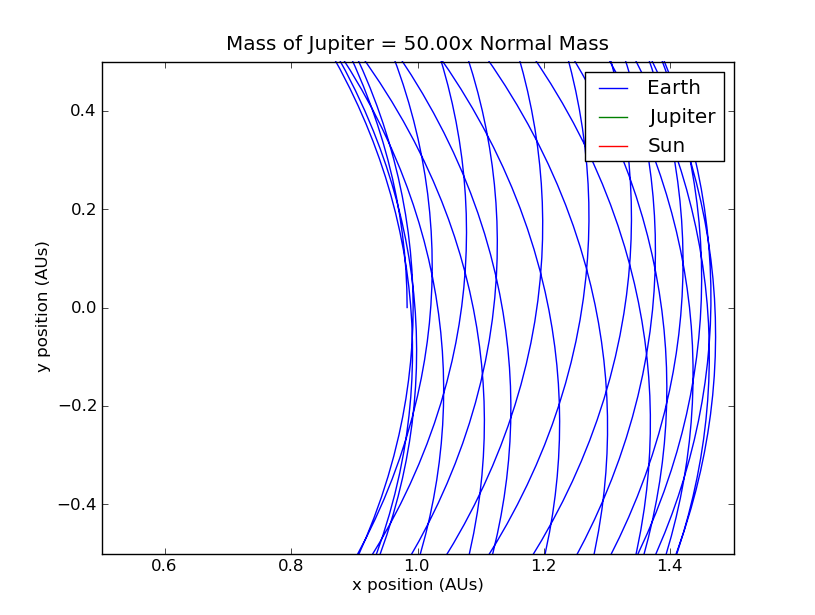 Mass of Jupiter = 50.00x Normal Mass
Earth
Jupiter
Sun
0.4
0.2
0.0
−0.2
−0.4
y position (AUs)
0.6 0.8 1.0 1.2 1.4
x position (AUs)